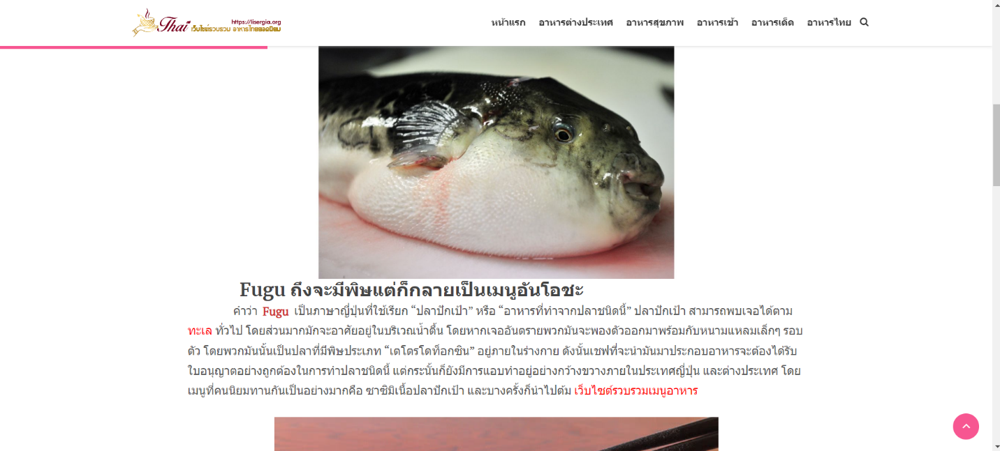 https://lisergia.org
Thai เว็บไซต์รวบรวม อาหารไทยยอดนิยม
หน้าแรก อาหารต่างประเทศ อาหารสุขภาพ อาหารเช้า อาหารเด็ด อาหารไทย
Fugu ถึงจะมีพิษแต่ก็กลายเป็นเมนูอันโอชะ
คำว่า Fugu เป็นภาษาญี่ปุ่นที่ใช้เรียก “ปลาปักเป้า” หรือ “อาหารที่ทำจากปลาชนิดนี้” ปลาปักเป้า สามารถพบเจอได้ตาม
ทะเล ทั่วไป โดยส่วนมากมักจะอาศัยอยู่ในบริเวณน้ำตื้น โดยหากเจออันตรายพวกมันจะพองตัวออกมาพร้อมกับหนามแหลมเล็กๆ รอบ
ตัว โดยพวกมันนั้นเป็นปลาที่มีพิษประเภท “เตโตรโดท็อกซิน” อยู่ภายในร่างกาย ดังนั้นเชฟที่จะนำมันมาประกอบอาหารจะต้องได้รับ
ใบอนุญาตอย่างถูกต้องในการทำปลาชนิดนี้ แต่กระนั้นก็ยังมีการแอบทำอยู่อย่างกว้างขวางภายในประเทศญี่ปุ่น และต่างประเทศ โดย
เมนูที่คนนิยมทานกันเป็นอย่างมากคือ ซาซิมิเนื้อปลาปักเป้า และบางครั้งก็นำไปต้ม เว็บไซต์รวบรวมเมนูอาหาร